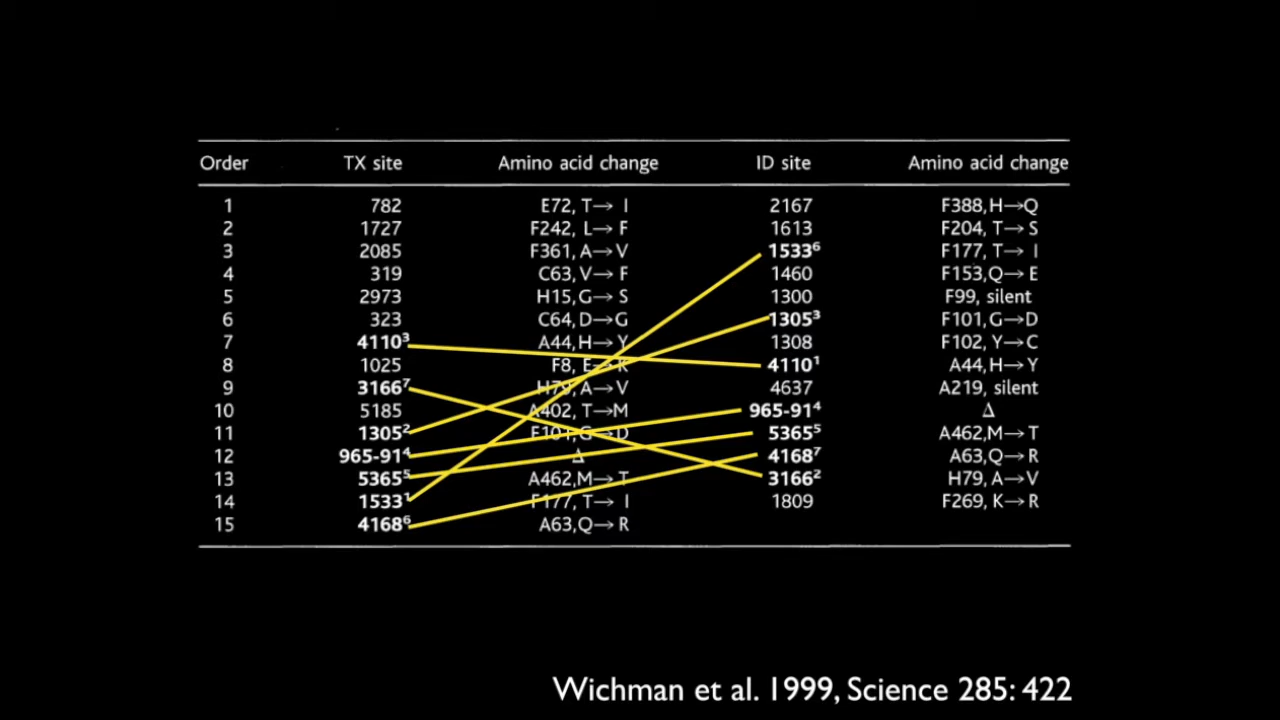 Order TX site Amino acid change ID site Amino acid change
1 782 E72, T→ I 2167 F388,H→Q
2 1727 F242, L→ F 1613 F204, T→ S
3 2085 F361, A→ V 1533⁶ F177, T→ I
4 319 C63, V→ F 1460 F153,Q→ E
5 2973 H15,G→ S 1300 F99, silent
6 323 C64, D→G 1305³ F101,G→D
7 4110³ A44,H→ Y 1308 F102, Y→C
8 1025 F8, E→K 4110¹ A44,H→ Y
9 3166⁷ H79, A→V 4637 A219, silent
10 5185 A402, T→M 965-91⁴ Δ
11 1305² F101,G→D 5365⁵ A462,M→T
12 965-91⁴ Δ 4168⁷ A63,Q→R
13 5365⁵ A462,M→ T 3166² H79, A→V
14 1533¹ F177, T→ I 1809 F269, K→R
15 4168⁶ A63,Q→ R
Wichman et al. 1999, Science 285: 422